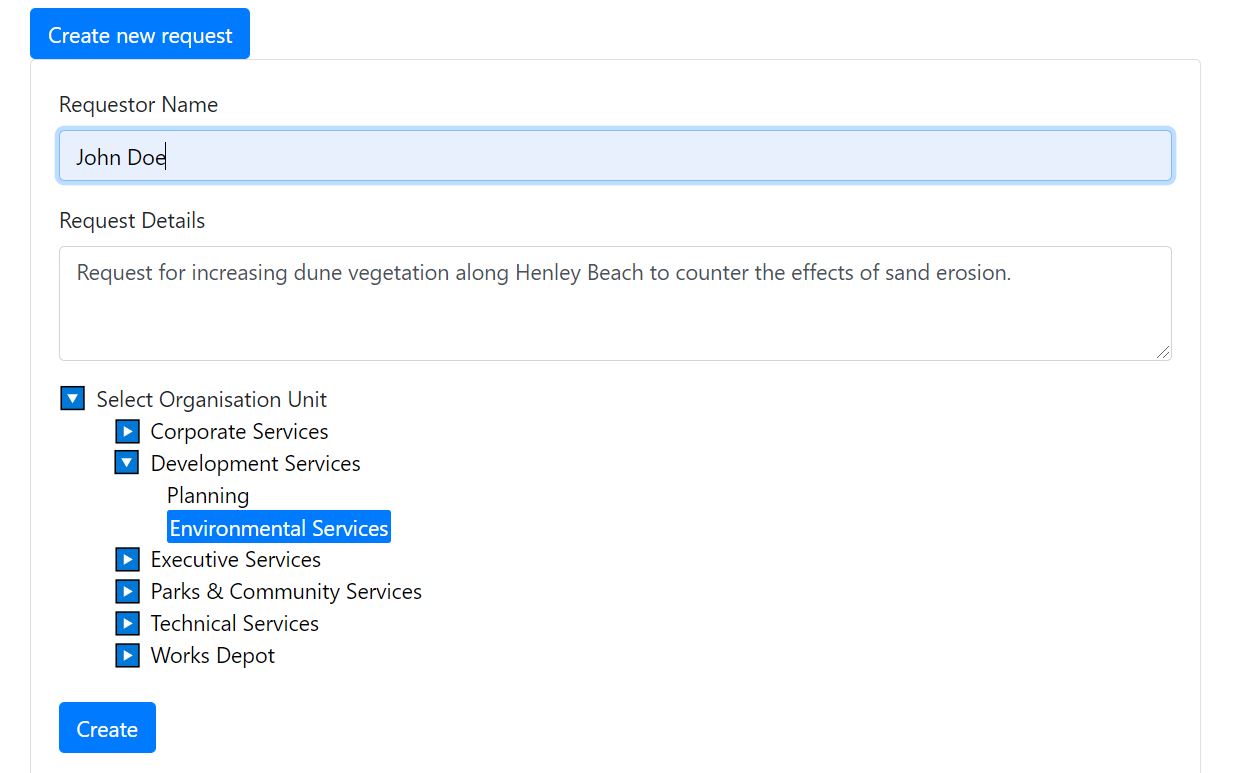 Create new request
Requestor Name
John Doe
Request Details
Request for increasing dune vegetation along Henley Beach to counter the effects of sand erosion.
Select Organisation Unit
Corporate Services
Development Services
Planning
Environmental Services
Executive Services
Parks & Community Services
Technical Services
Works Depot
Create